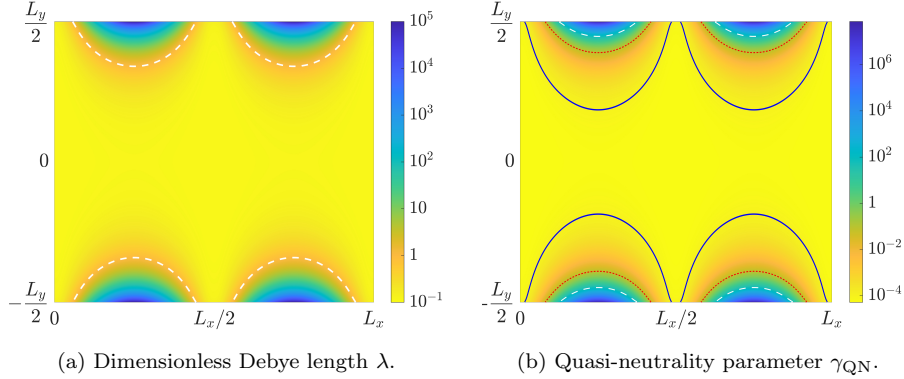 L_y/2
0
-L_y/2
0
L_x/2
L_x
10^5
10^4
10^3
10^2
10^1
1
10^{-1}
(a) Dimensionless Debye length λ.
L_y/2
0
-L_y/2
0
L_x/2
L_x
10^6
10^4
10^2
1
10^{-2}
10^{-4}
(b) Quasi-neutrality parameter γ_QN.